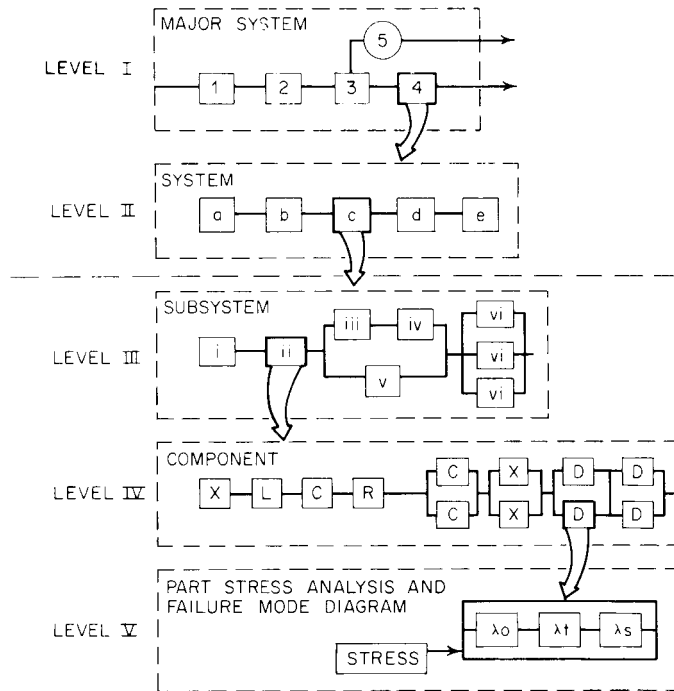 MAJOR SYSTEM
5
LEVEL I
1 2 3 4
SYSTEM
LEVEL II
a b c d e
SUBSYSTEM
iii iv vi
LEVEL III
i ii vi
v vi
COMPONENT
C X D D
LEVEL IV
X L C R
C X D D
PART STRESS ANALYSIS AND
FAILURE MODE DIAGRAM
LEVEL V
λo λt λs
STRESS